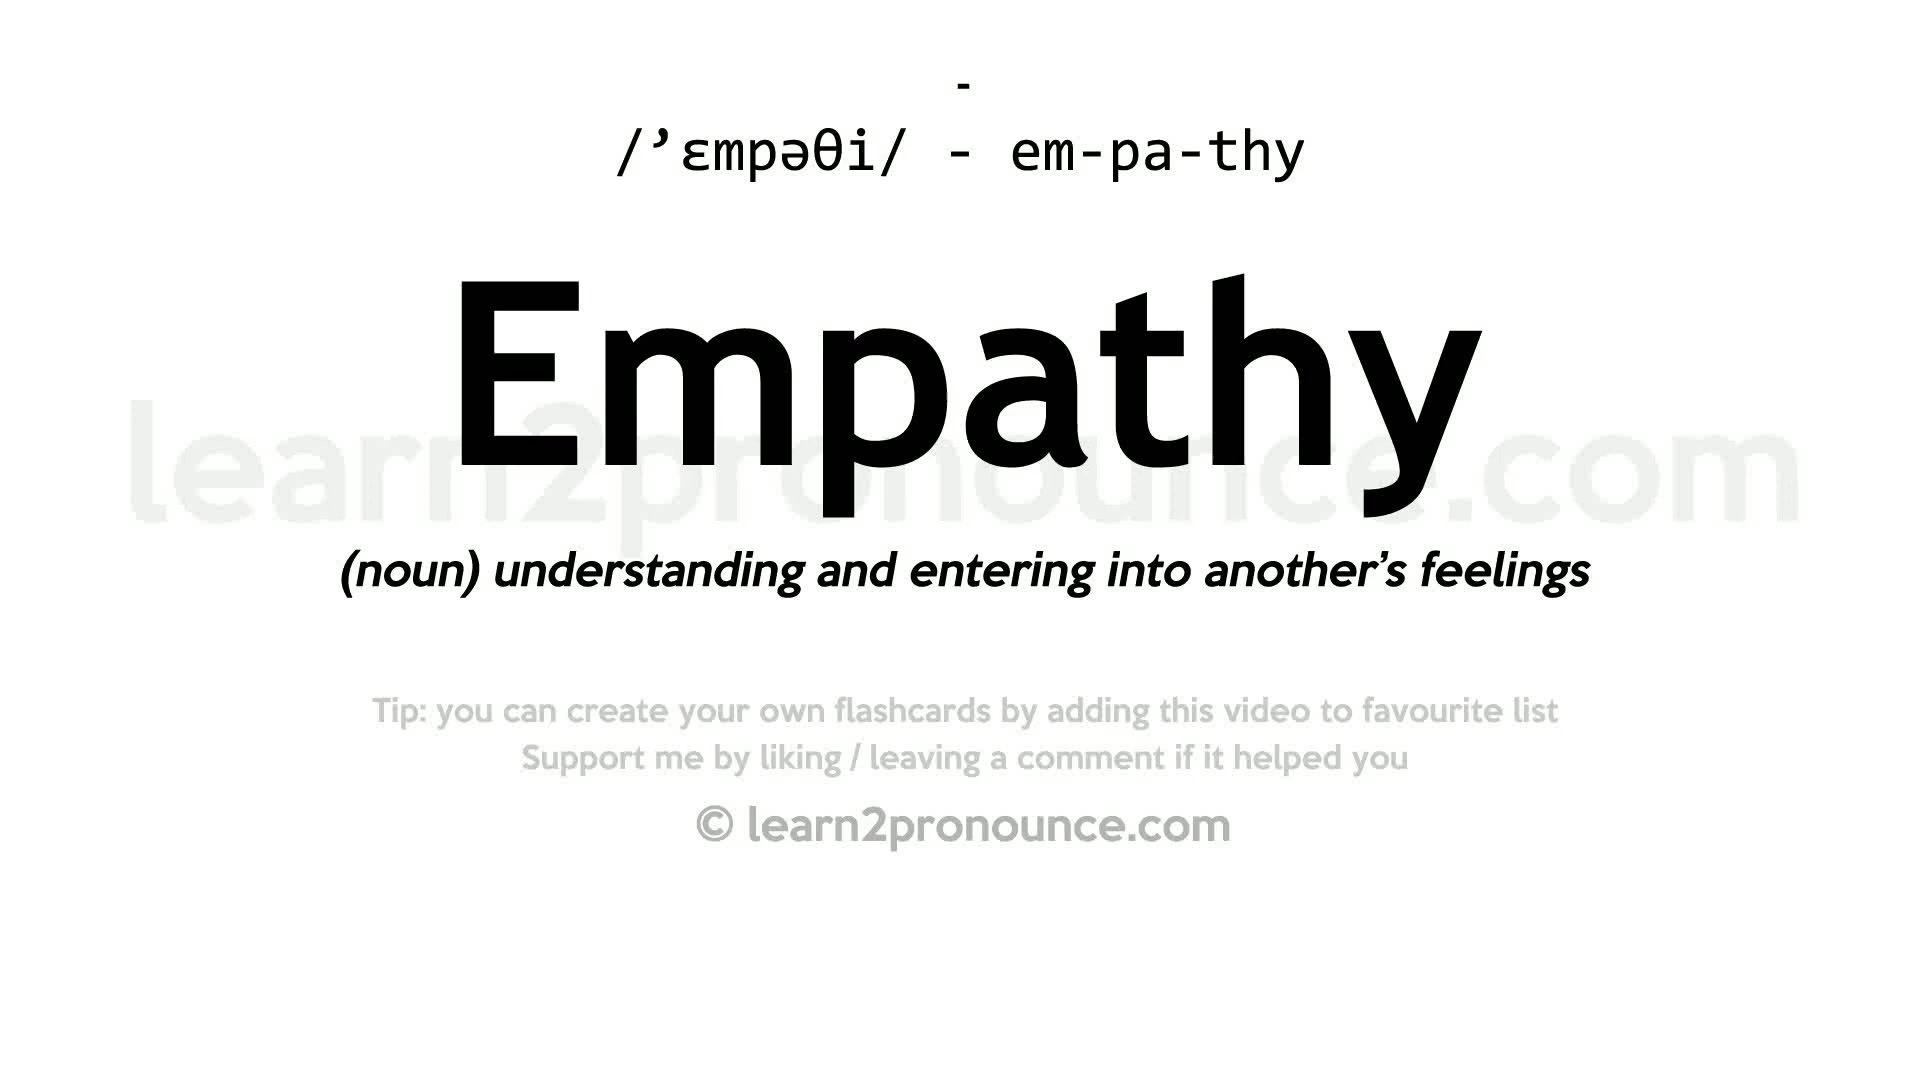 -
/’ɛmpəθi/ - em-pa-thy
Empathy
learn2pronounce.com
(noun) understanding and entering into another’s feelings
Tip: you can create your own flashcards by adding this video to favourite list
Support me by liking / leaving a comment if it helped you
© learn2pronounce.com